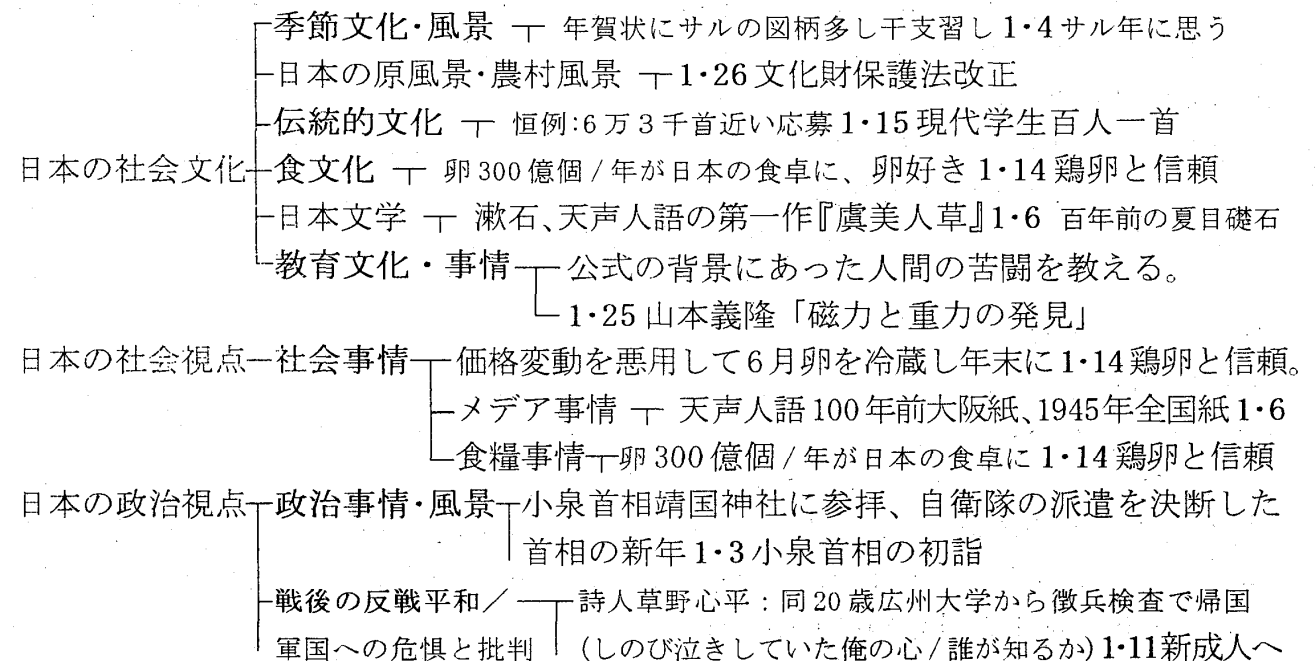 季節文化・風景 年賀状にサルの図柄多し干支習し 1・4サル年に思う
日本の原風景・農村風景 1・26文化財保護法改正
伝統的文化 恒例:6万3千首近い応募 1・15現代学生百人一首
日本の社会文化 食文化 卵300億個/年が日本の食卓に、卵好き 1・14鶏卵と信頼
日本文学 漱石、天声人語の第一作『虞美人草』1・6 百年前の夏目礎石
教育文化・事情 公式の背景にあった人間の苦闘を教える。
1・25山本義隆「磁力と重力の発見」
日本の社会視点 社会事情 価格変動を悪用して6月卵を冷蔵し年末に 1・14鶏卵と信頼。
メデア事情 天声人語100年前大阪紙、1945年全国紙 1・6
食糧事情 卵300億個/年が日本の食卓に 1・14鶏卵と信頼
日本の政治視点 政治事情・風景 小泉首相靖国神社に参拝、自衛隊の派遣を決断した
首相の新年 1・3小泉首相の初詣
戦後の反戦平和/ 詩人草野心平:同20歳広州大学から徴兵検査で帰国
軍国への危惧と批判 (しのび泣きしていた俺の心/誰が知るか) 1・11新成人へ